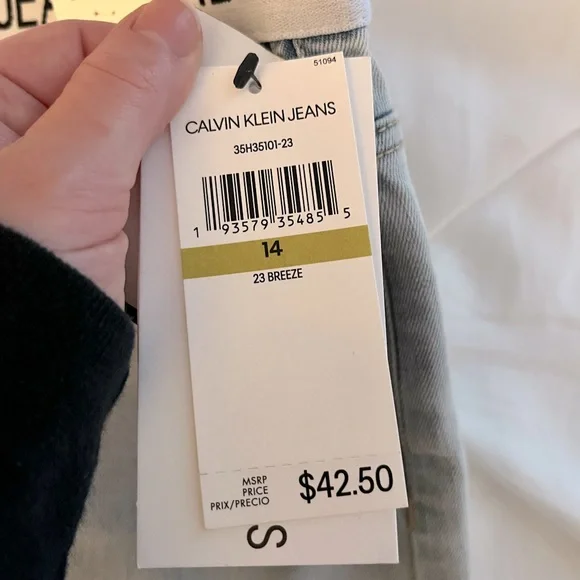 51094
CALVIN KLEIN JEANS
35H35101-23
1 93579 35485 5
14
23 BREEZE
MSRP
PRICE
PRIX/PRECIO
$42.50
S